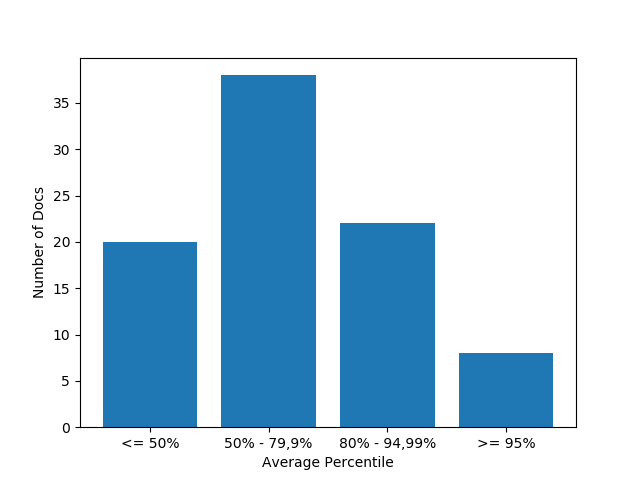 35
30
25
20
15
10
5
0
Number of Docs
<= 50% 50% - 79,9% 80% - 94,99% >= 95%
Average Percentile